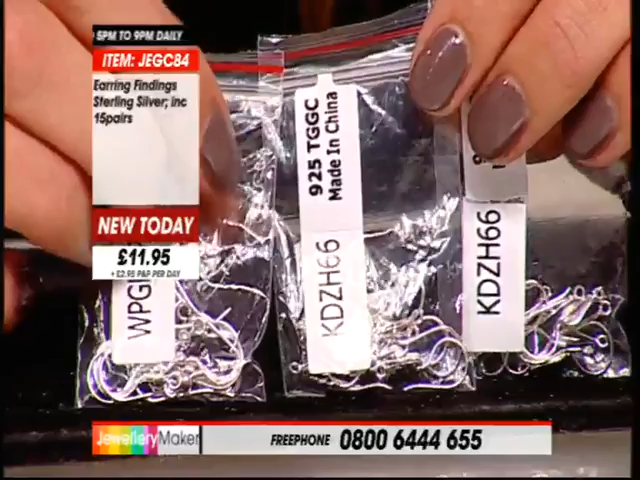 5PM TO 9PM DAILY
ITEM: JEGC84
Earring Findings
Sterling Silver; inc
15pairs
NEW TODAY
£11.95
+ £2.95 P&P PER DAY
WPG
925 TGGC
Made In China
KDZH66
KDZH66
JewelleryMaker
FREEPHONE 0800 6444 655